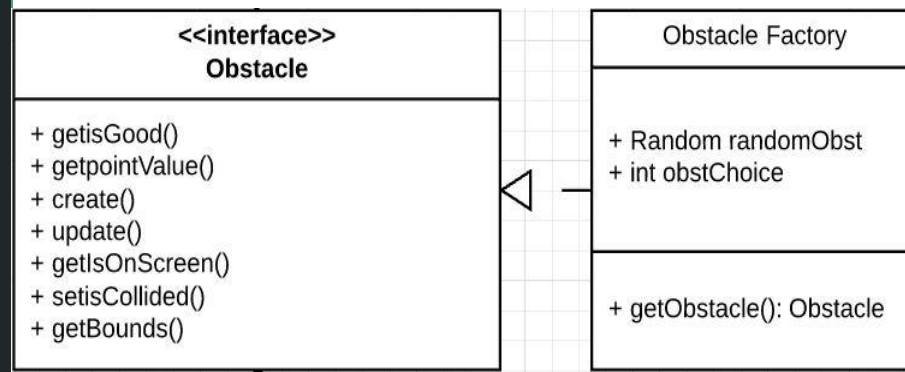 <<interface>>
Obstacle
+ getisGood()
+ getpointValue()
+ create()
+ update()
+ getIsOnScreen()
+ setisCollided()
+ getBounds()
Obstacle Factory
+ Random randomObst
+ int obstChoice
+ getObstacle(): Obstacle